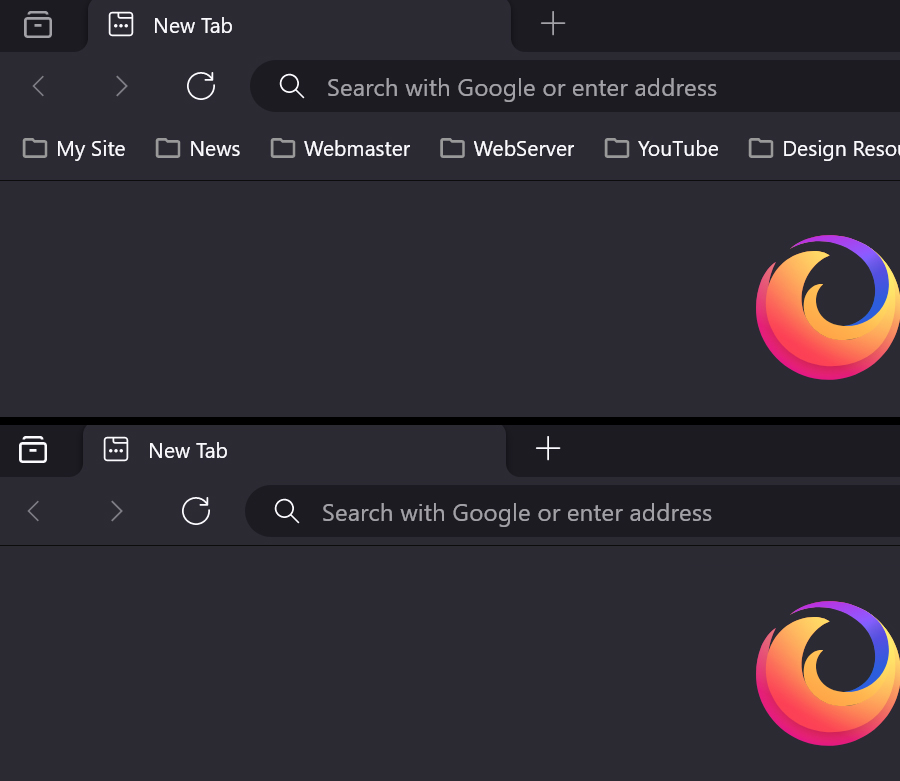 New Tab
Search with Google or enter address
My Site News Webmaster WebServer YouTube Design Resou
New Tab
Search with Google or enter address